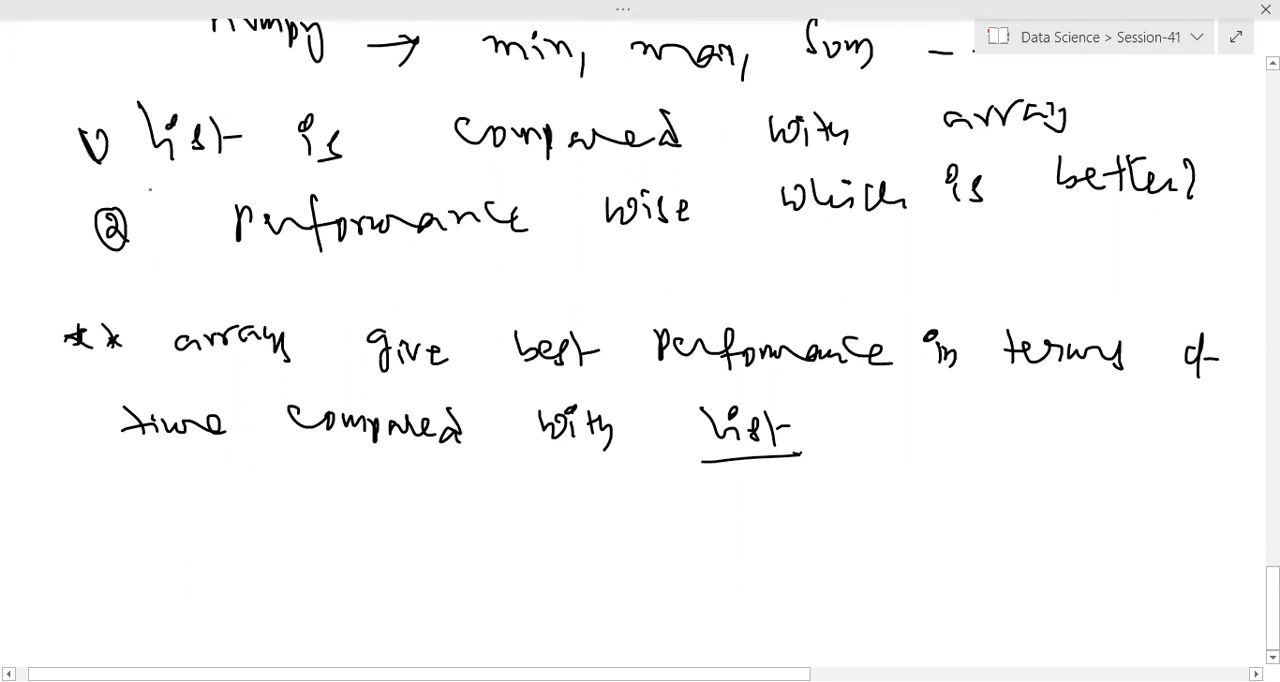 Data Science > Session-41
Numpy → min, max, sum - -
1) list is compared with array
② performance wise which is better?
** arrays give best performance in terms of
time compared with list